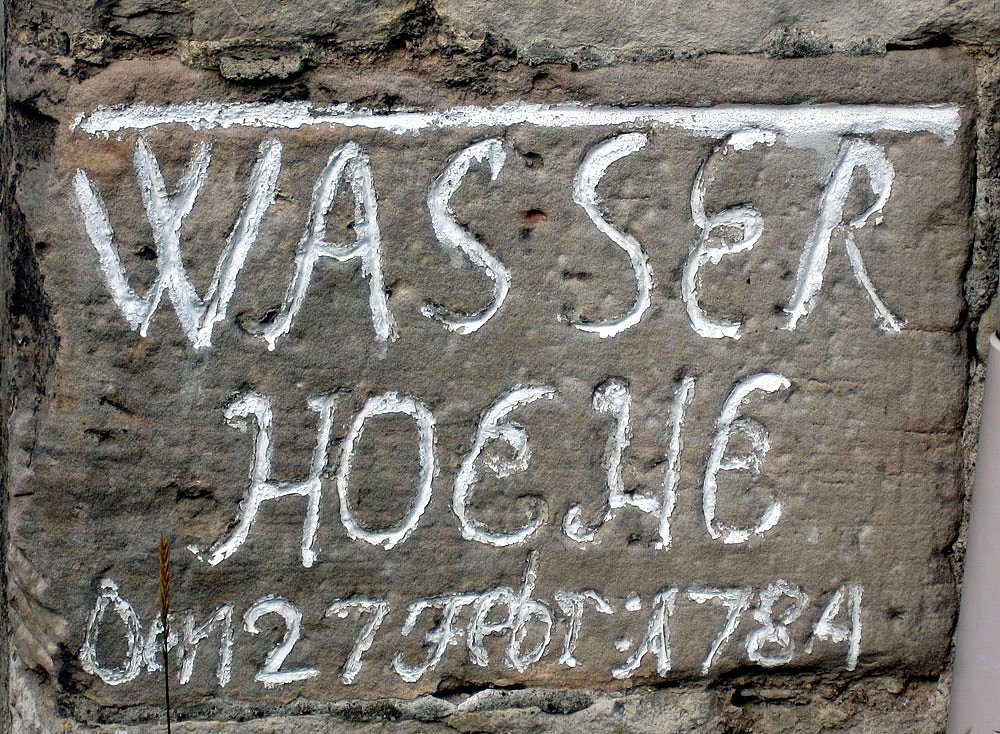 WASSER
HOEHE
Den 27 Febr: 1784